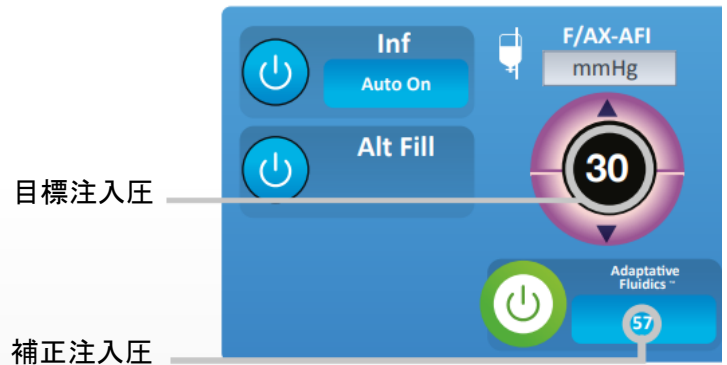 Inf
Auto On
Alt Fill
F/AX-AFI
mmHg
30
目標注入圧
Adaptative
Fluidics ™
57
補正注入圧